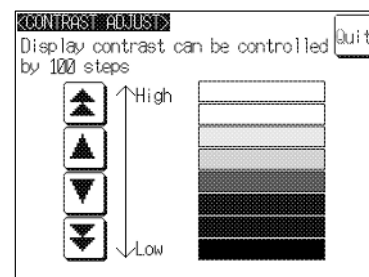 <CONTRAST ADJUST>
Display contrast can be controlled
by 100 steps
Quit
High
Low